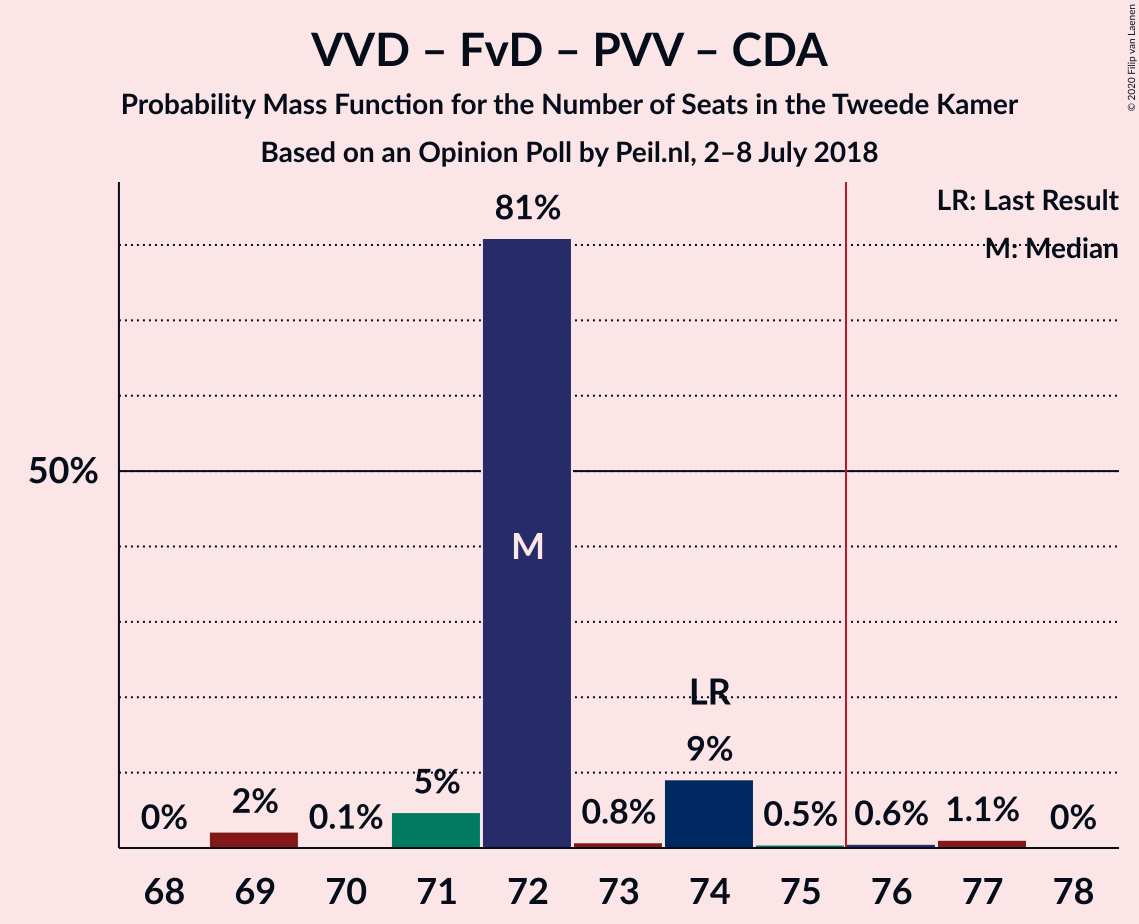 VVD – FvD – PVV – CDA
Probability Mass Function for the Number of Seats in the Tweede Kamer
Based on an Opinion Poll by Peil.nl, 2–8 July 2018
© 2020 Filip van Laenen
LR: Last Result
M: Median
50%
0%
2%
0.1%
5%
81%
M
0.8%
LR
9%
0.5%
0.6%
1.1%
0%
68 69 70 71 72 73 74 75 76 77 78